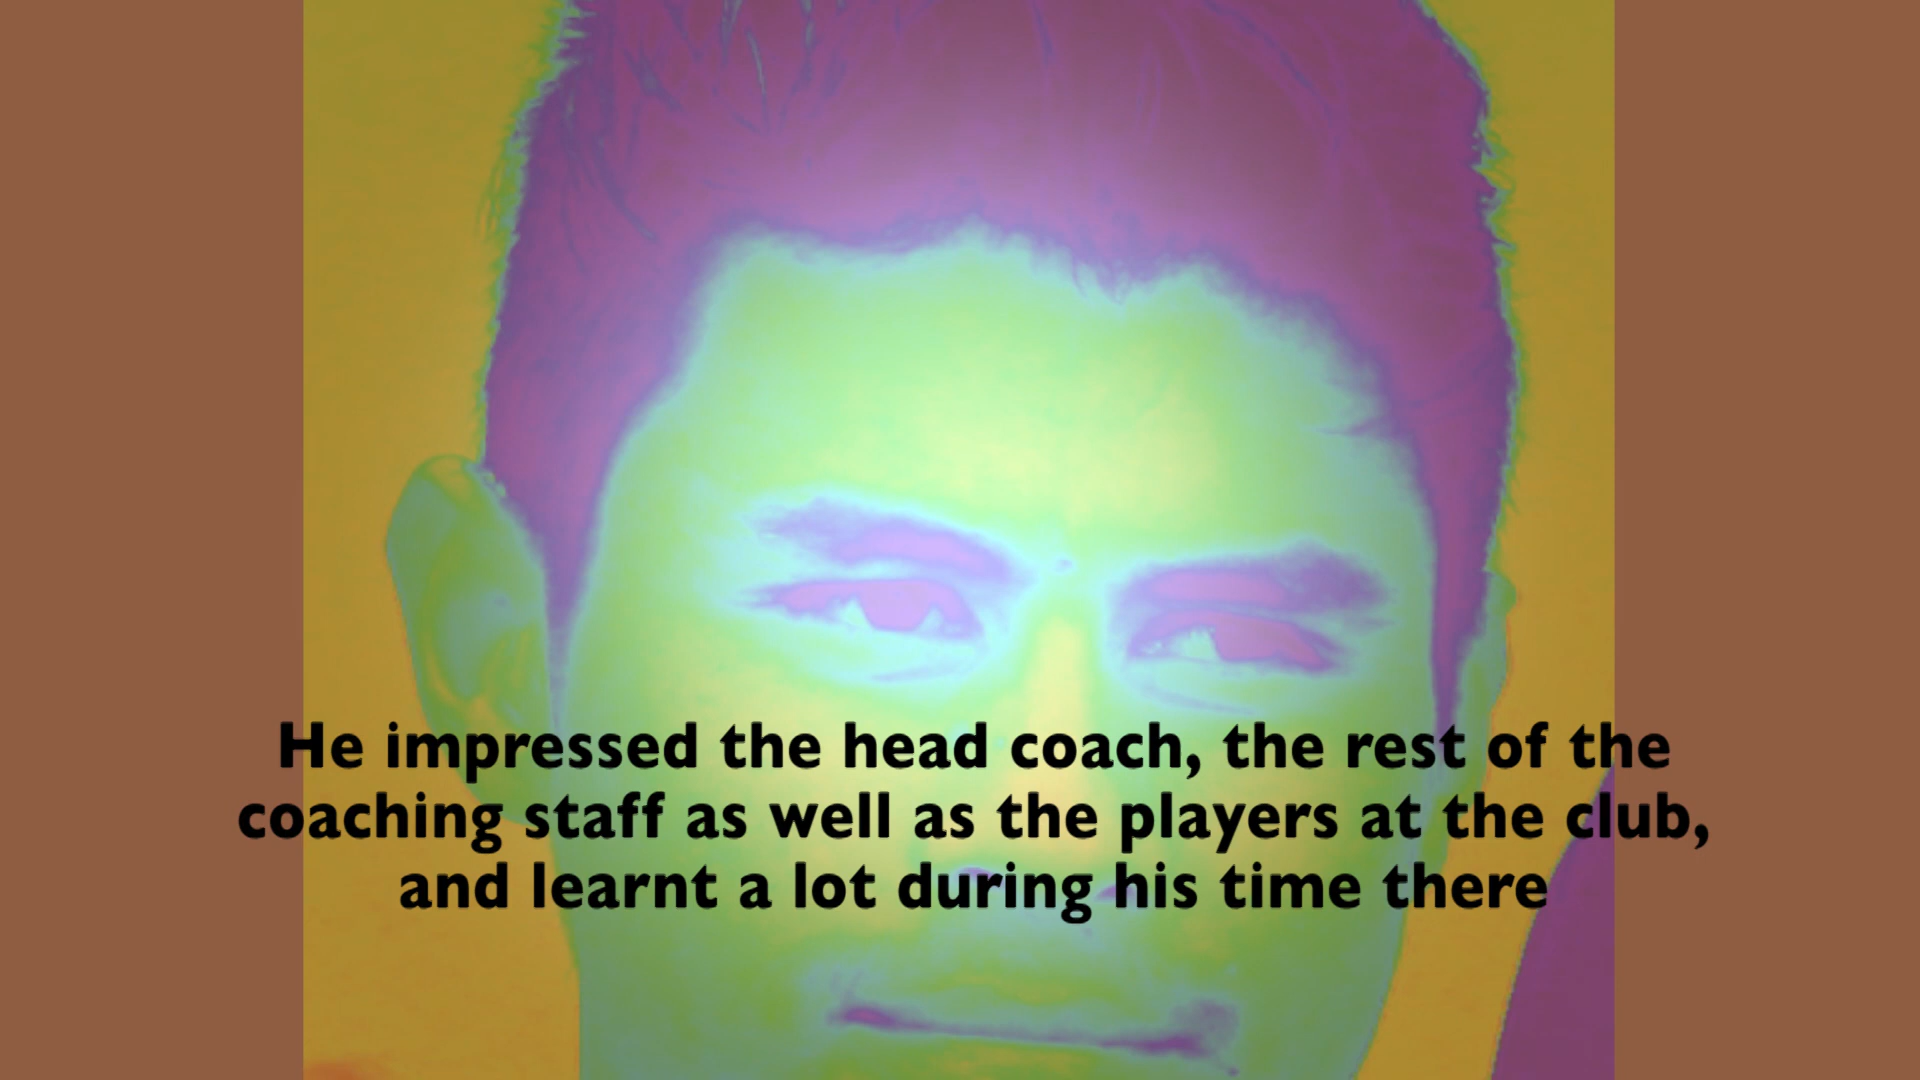 He impressed the head coach, the rest of the
coaching staff as well as the players at the club,
and learnt a lot during his time there